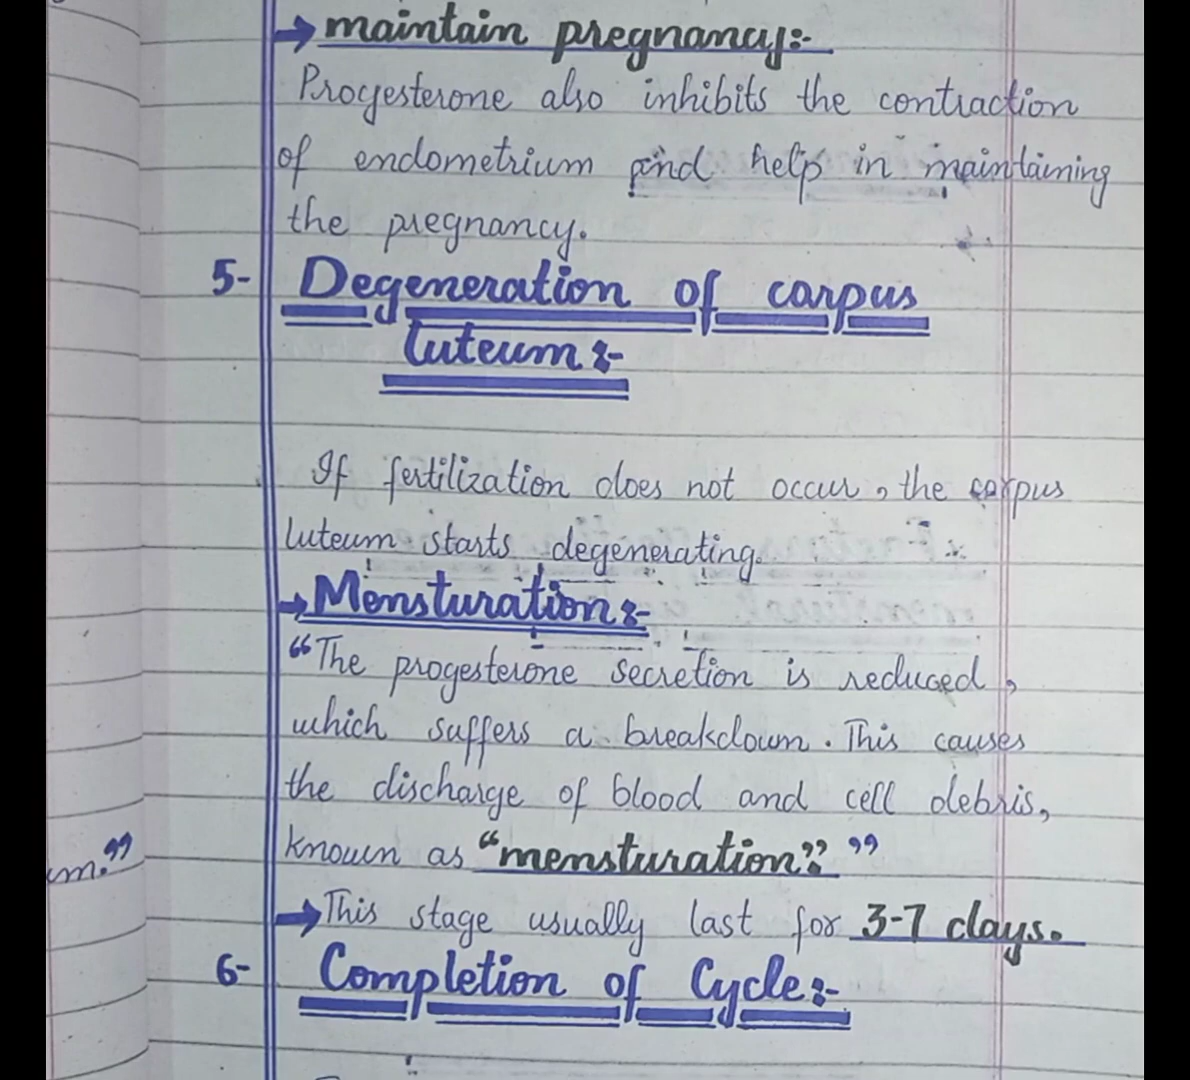 → maintain pregnancy:-
Progesterone also inhibits the contraction
of endometrium and help in maintaining
the pregnancy.
5- Degeneration of corpus
luteum:-
If fertilization does not occur, the corpus
luteum starts degenerating.
→ Mensturation:-
“The progesterone secretion is reduced,
which suffers a breakdown. This causes
the discharge of blood and cell debris,
known as “mensturation”. ”
um.”
→ This stage usually last for 3-7 days.
6- Completion of Cycle:-